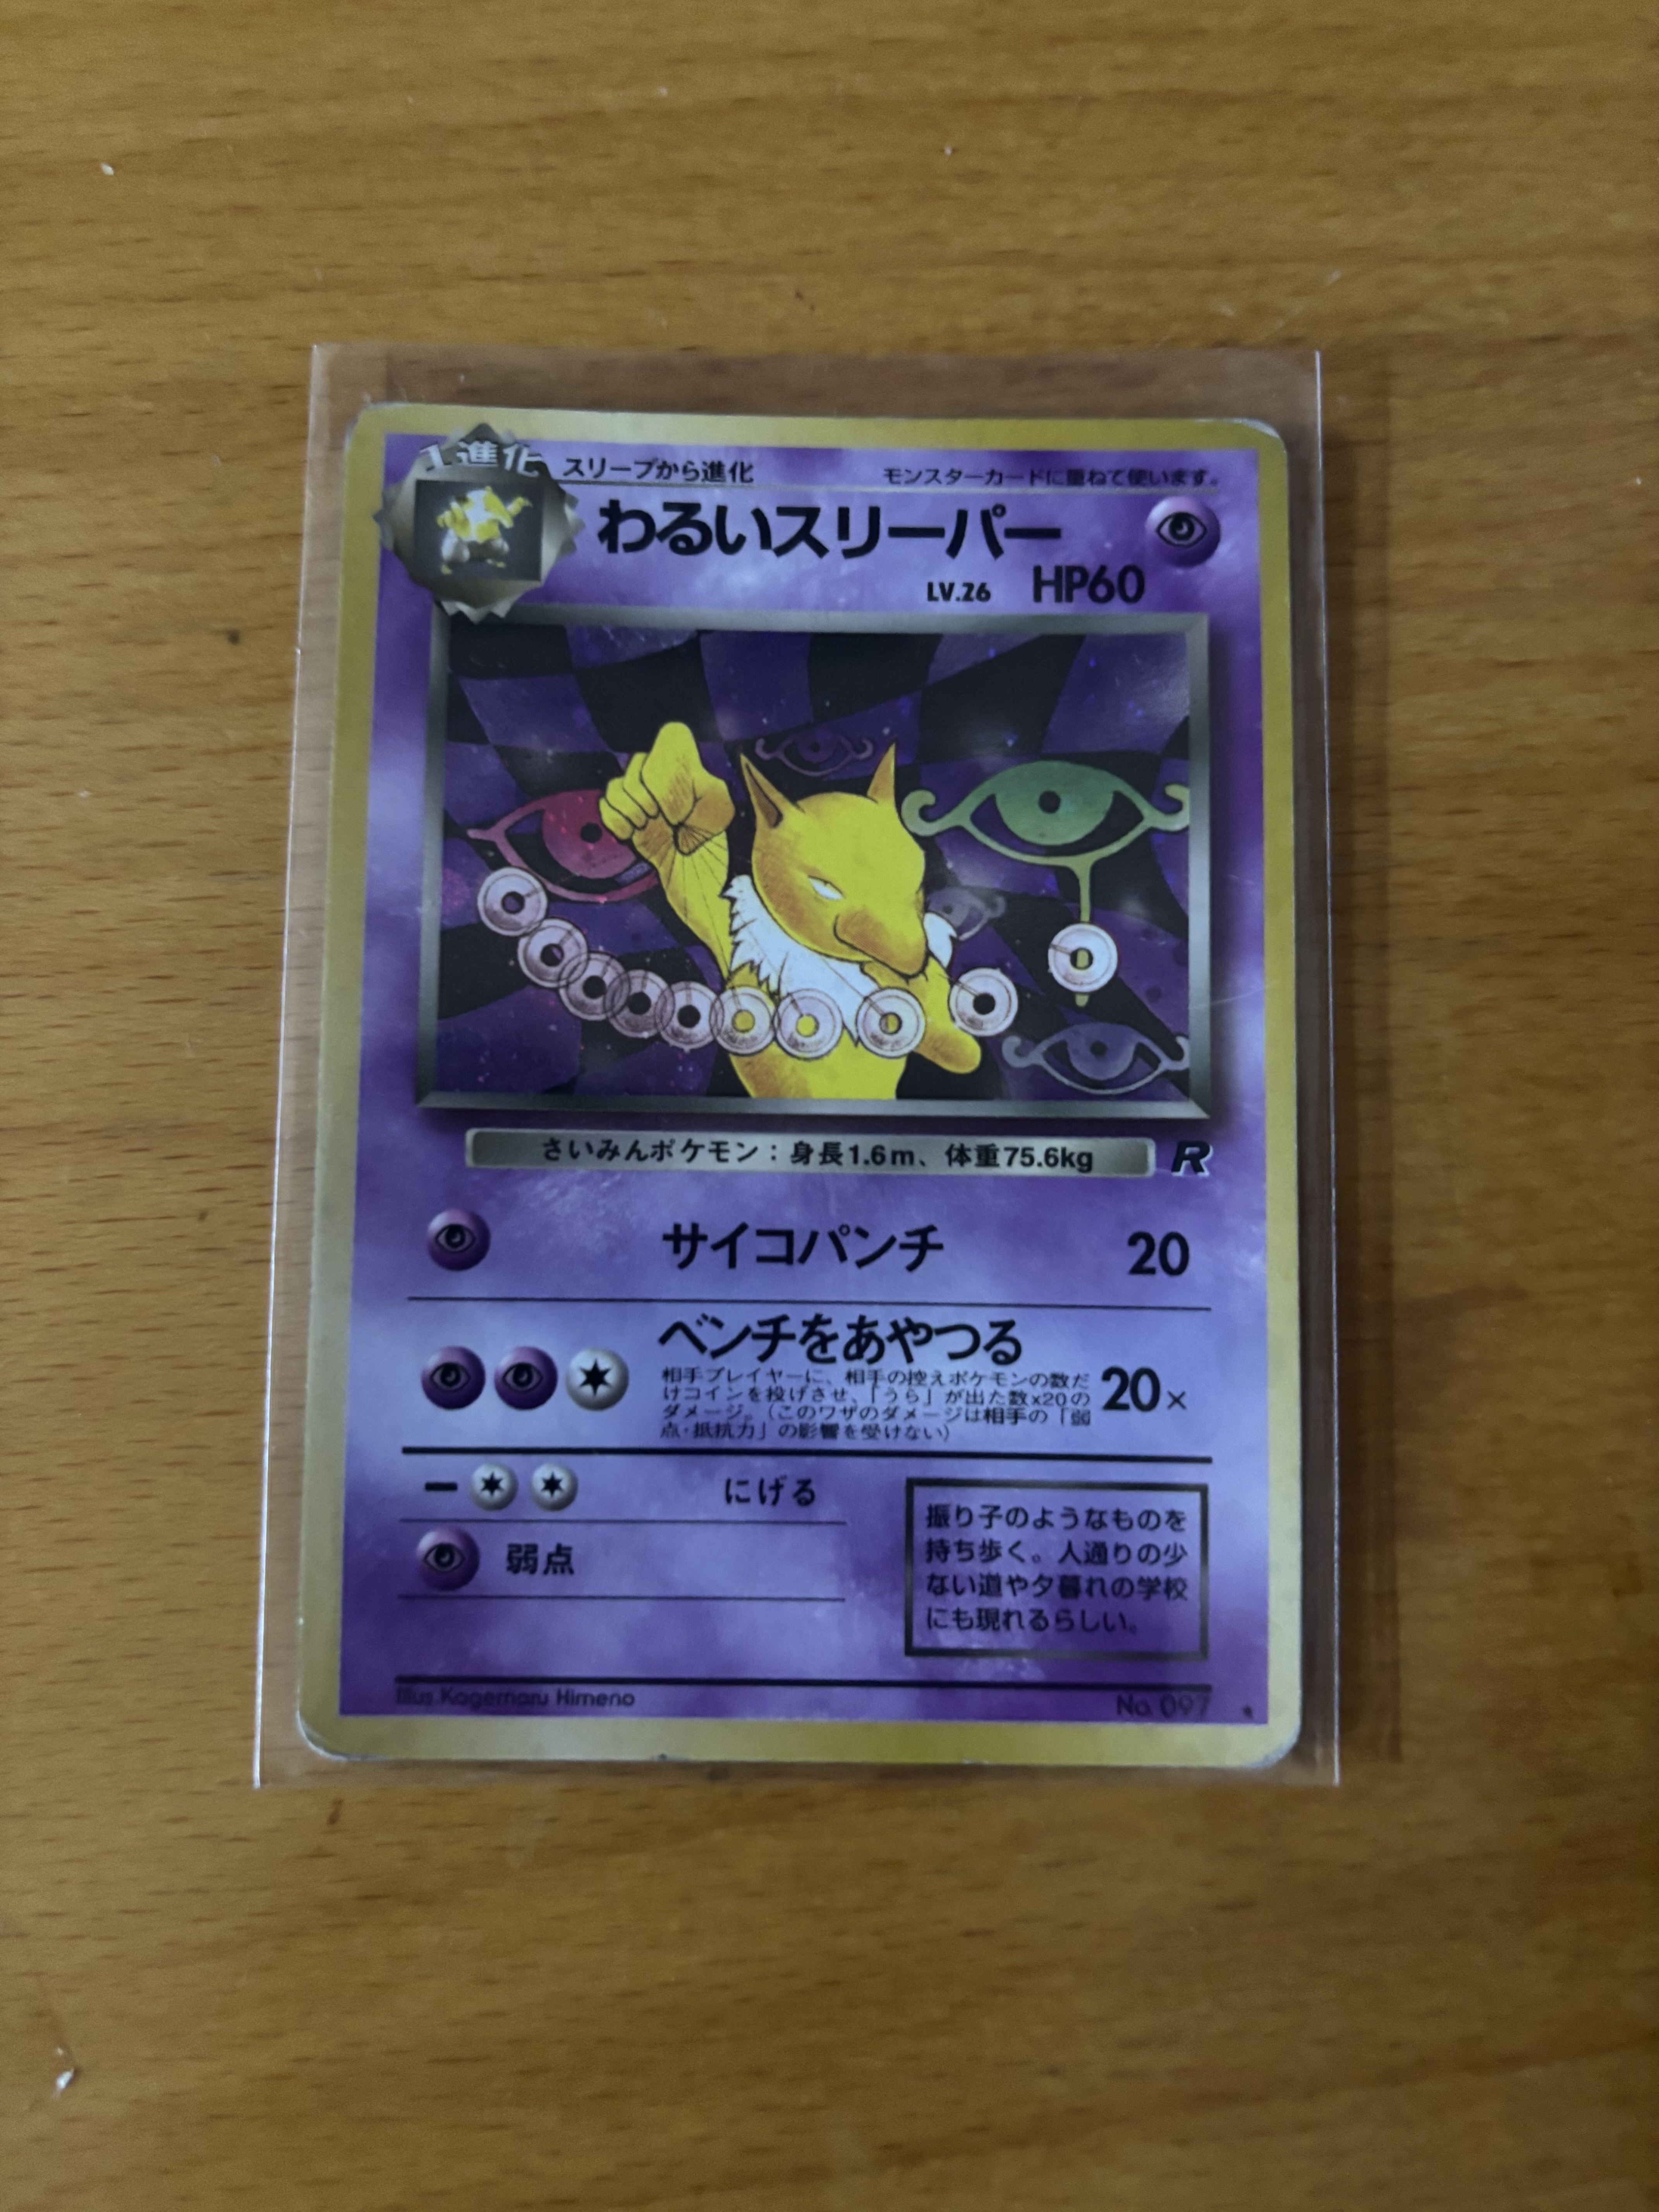 1進化
スリープから進化
モンスターカードに重ねて使います。
わるいスリーパー
LV.26 HP60
さいみんポケモン：身長1.6m、体重75.6kg R
サイコパンチ 20
ベンチをあやつる
相手プレイヤーに、相手の控えポケモンの数だ
けコインを投げさせ、「うら」が出た数x20の
ダメージ。（このワザのダメージは相手の「弱
点・抵抗力」の影響を受けない）
20×
にげる
弱点
振り子のようなものを
持ち歩く。人通りの少
ない道や夕暮れの学校
にも現れるらしい。
Illus.Kagemaru Himeno
No.097 ★